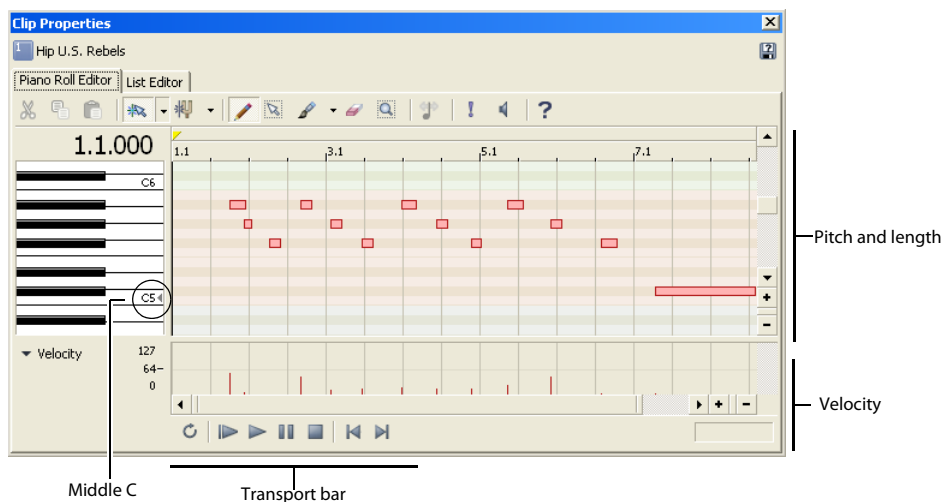 Clip Properties
1 Hip U.S. Rebels
Piano Roll Editor List Editor
1.1.000
1.1 3.1 5.1 7.1
C6
Pitch and length
C5
Velocity 127
64
0
Velocity
Middle C
Transport bar